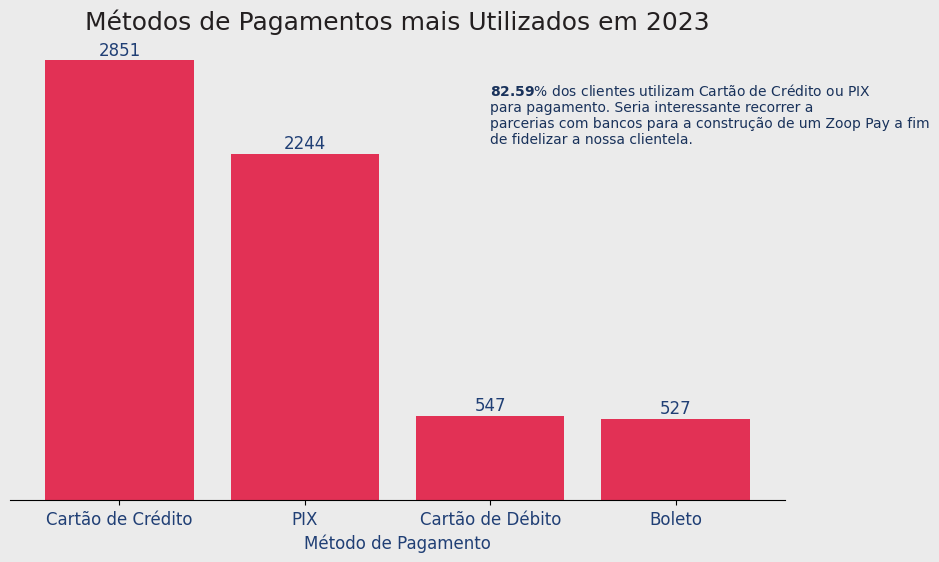 Métodos de Pagamentos mais Utilizados em 2023
2851
82.59% dos clientes utilizam Cartão de Crédito ou PIX
para pagamento. Seria interessante recorrer a
parcerias com bancos para a construção de um Zoop Pay a fim
de fidelizar a nossa clientela.
2244
547
527
Cartão de Crédito
PIX
Cartão de Débito
Boleto
Método de Pagamento